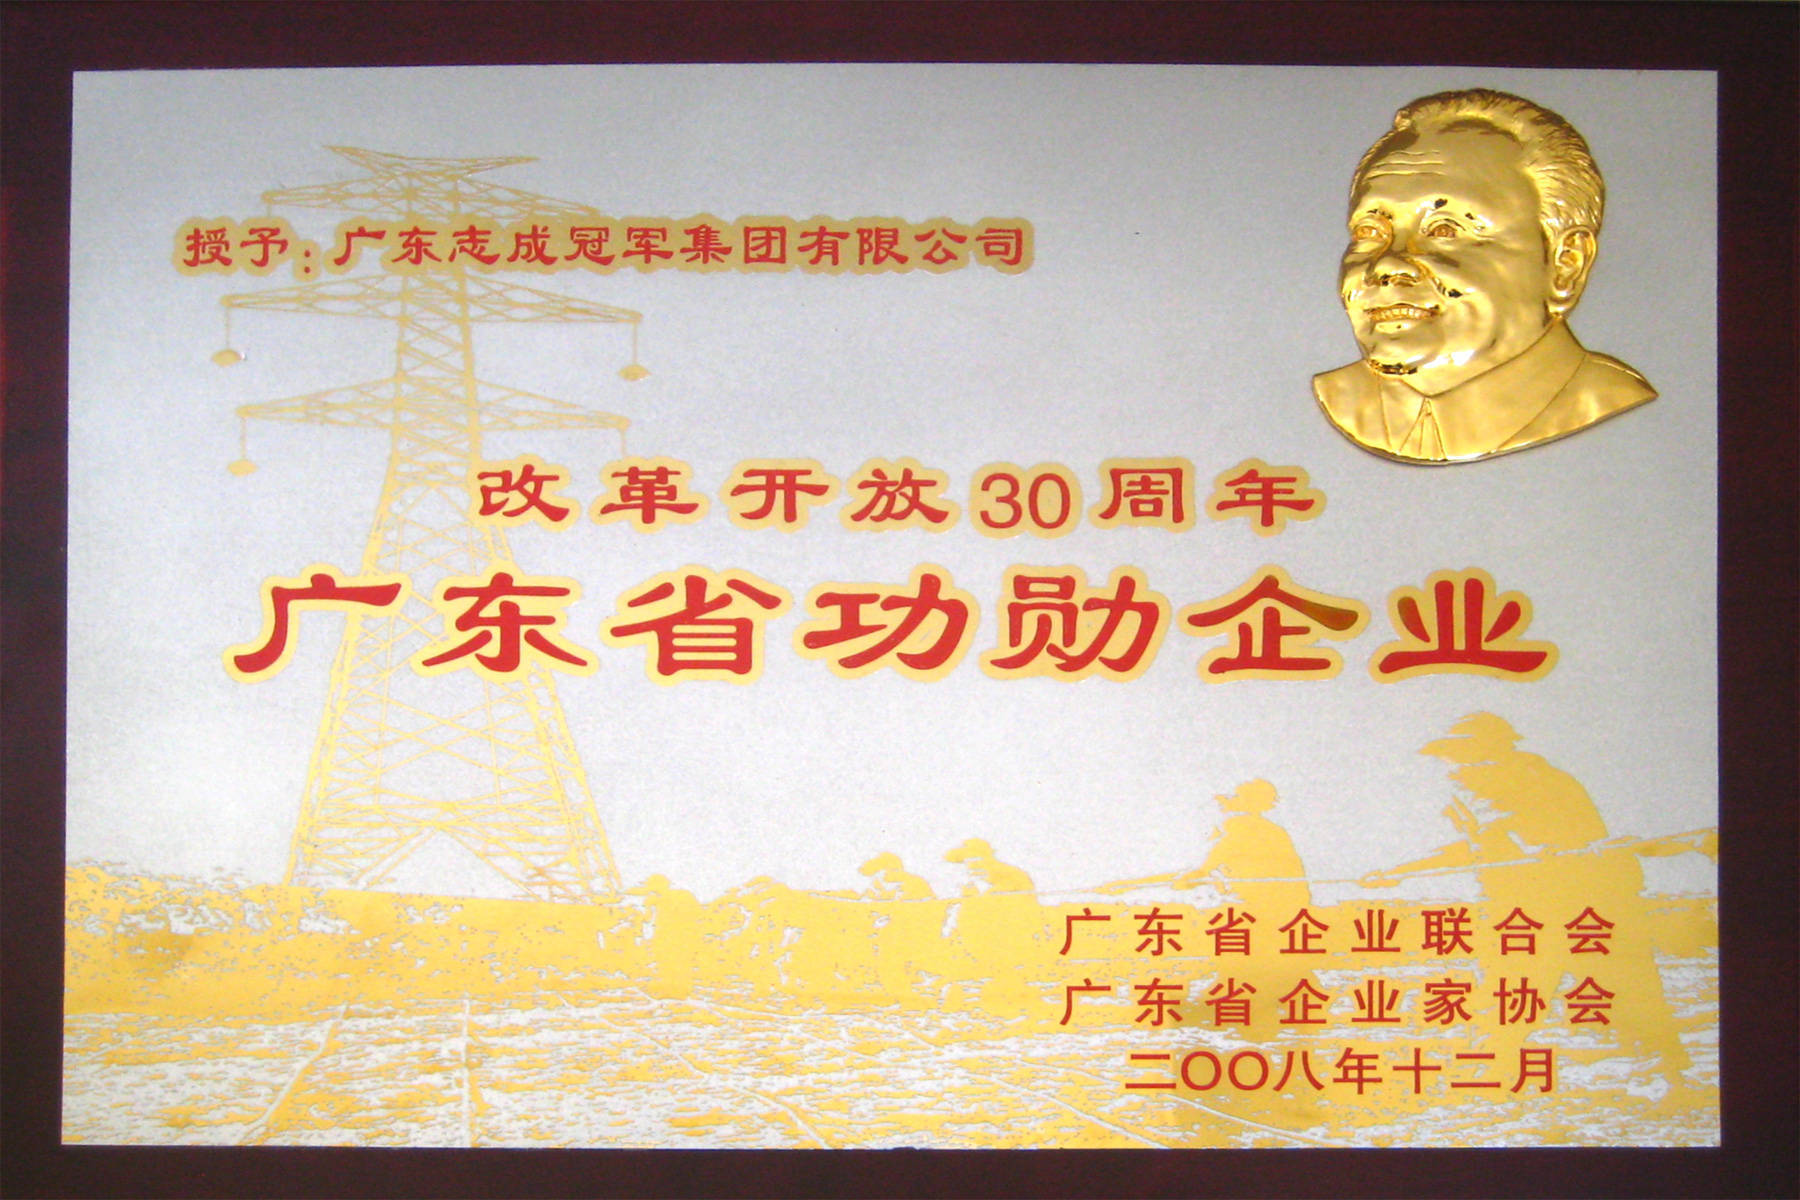 授予：广东志成冠军集团有限公司
改革开放30周年
广东省功勋企业
广东省企业联合会
广东省企业家协会
二〇〇八年十二月